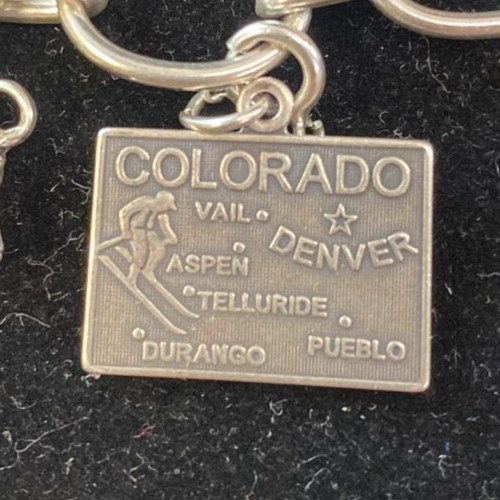 COLORADO
VAIL
DENVER
ASPEN
TELLURIDE
DURANGO
PUEBLO